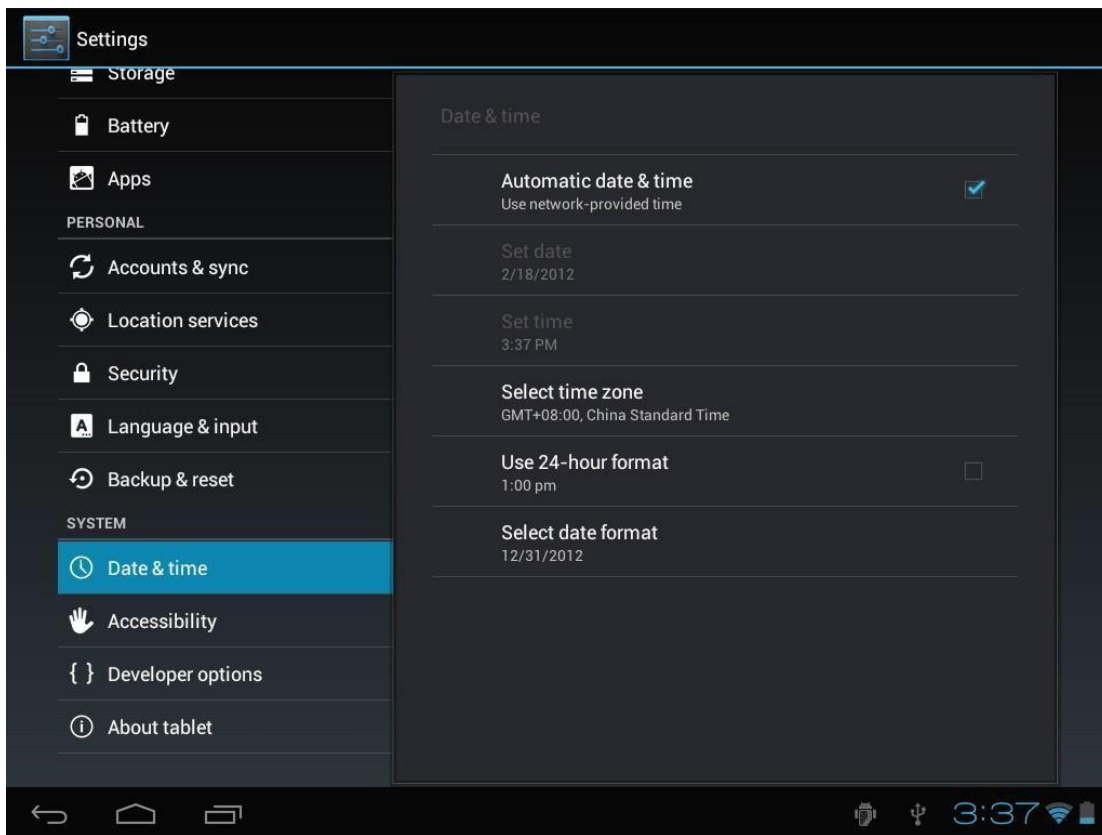 Settings
Storage
Battery
Apps
PERSONAL
Accounts & sync
Location services
Security
Language & input
Backup & reset
SYSTEM
Date & time
Accessibility
{ } Developer options
About tablet
Date & time
Automatic date & time
Use network-provided time
Set date
2/18/2012
Set time
3:37 PM
Select time zone
GMT+08:00, China Standard Time
Use 24-hour format
1:00 pm
Select date format
12/31/2012
3:37